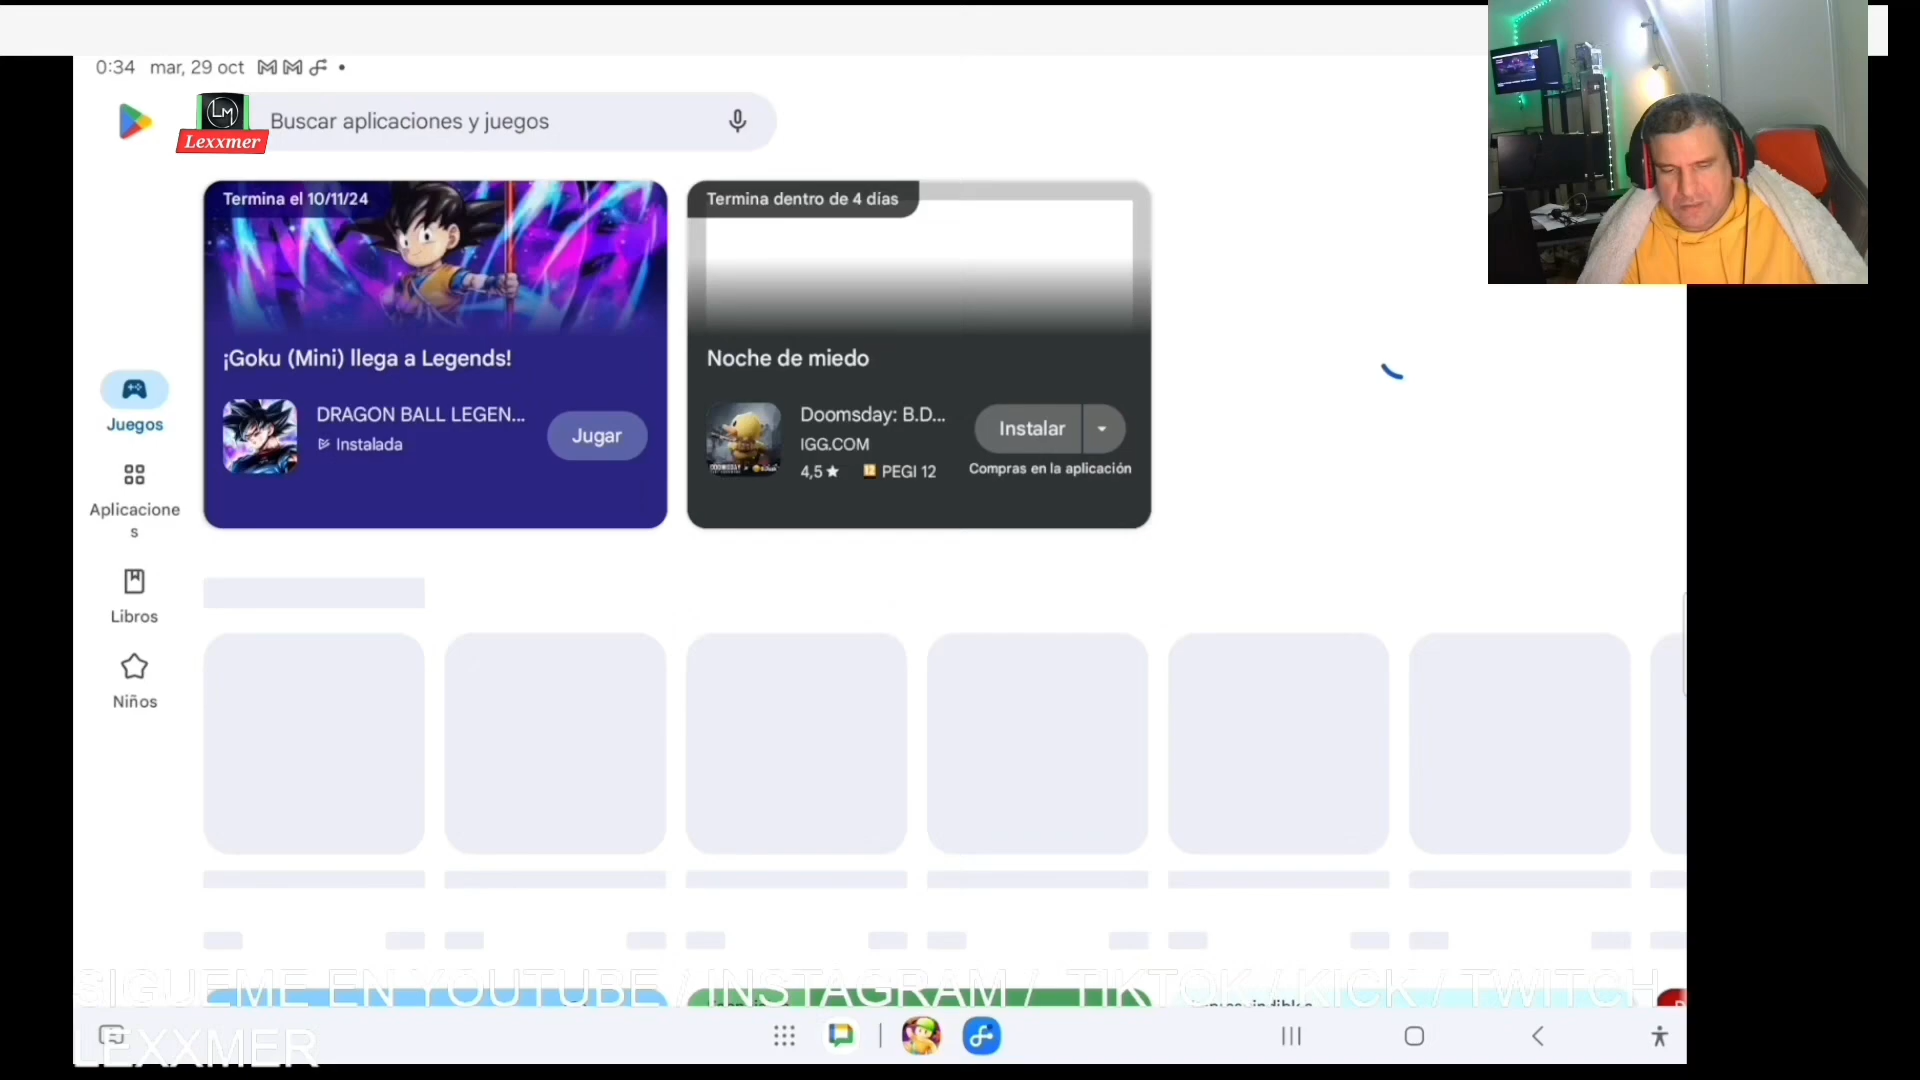 0:34 mar, 29 oct
LM
Lexxmer
Buscar aplicaciones y juegos
Termina el 10/11/24
¡Goku (Mini) llega a Legends!
DRAGON BALL LEGEN...
Instalada
Jugar
Termina dentro de 4 días
Noche de miedo
Doomsday: B.D...
IGG.COM
4,5★ PEGI 12
Instalar
Compras en la aplicación
Juegos
Aplicacione
s
Libros
Niños
SIGUEME EN YOUTUBE / INSTAGRAM / TIKTOK / KICK / TWITCH
LEXXMER